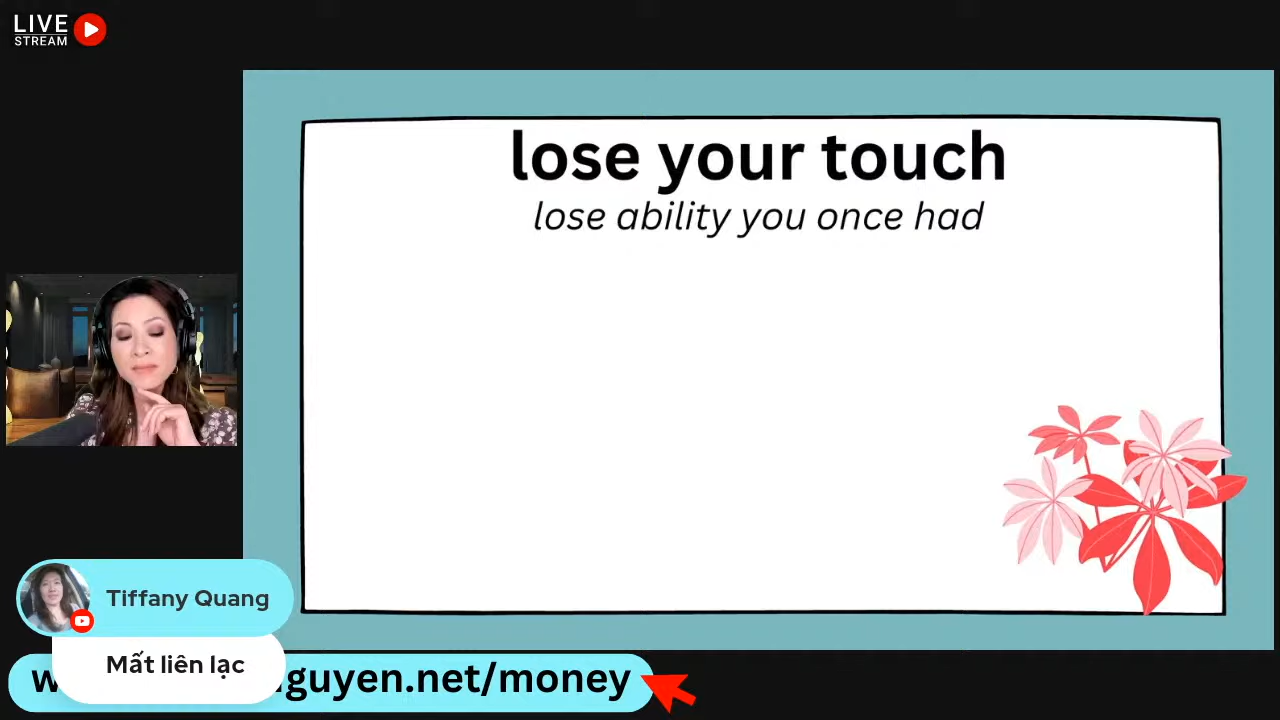 LIVE
STREAM
lose your touch
lose ability you once had
Tiffany Quang
Mất liên lạc
guyen.net/money